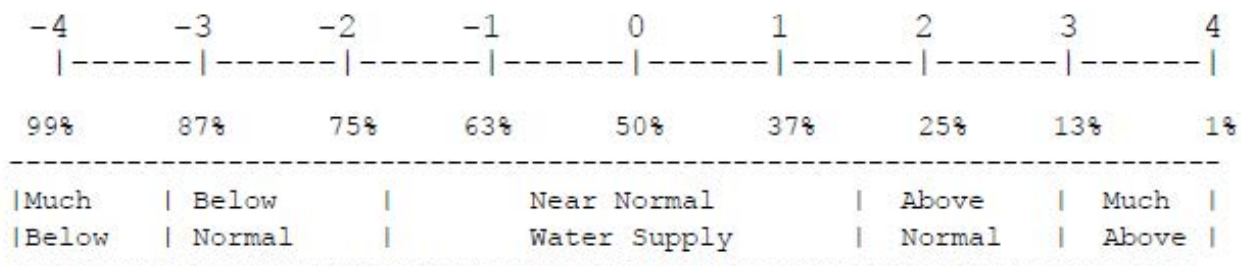 -4 -3 -2 -1 0 1 2 3 4
|-------|-------|-------|-------|-------|-------|-------|-------|
99% 87% 75% 63% 50% 37% 25% 13% 1%
--------------------------------------------------------------------------
|Much | Below | Near Normal | Above | Much |
|Below | Normal | Water Supply | Normal | Above |